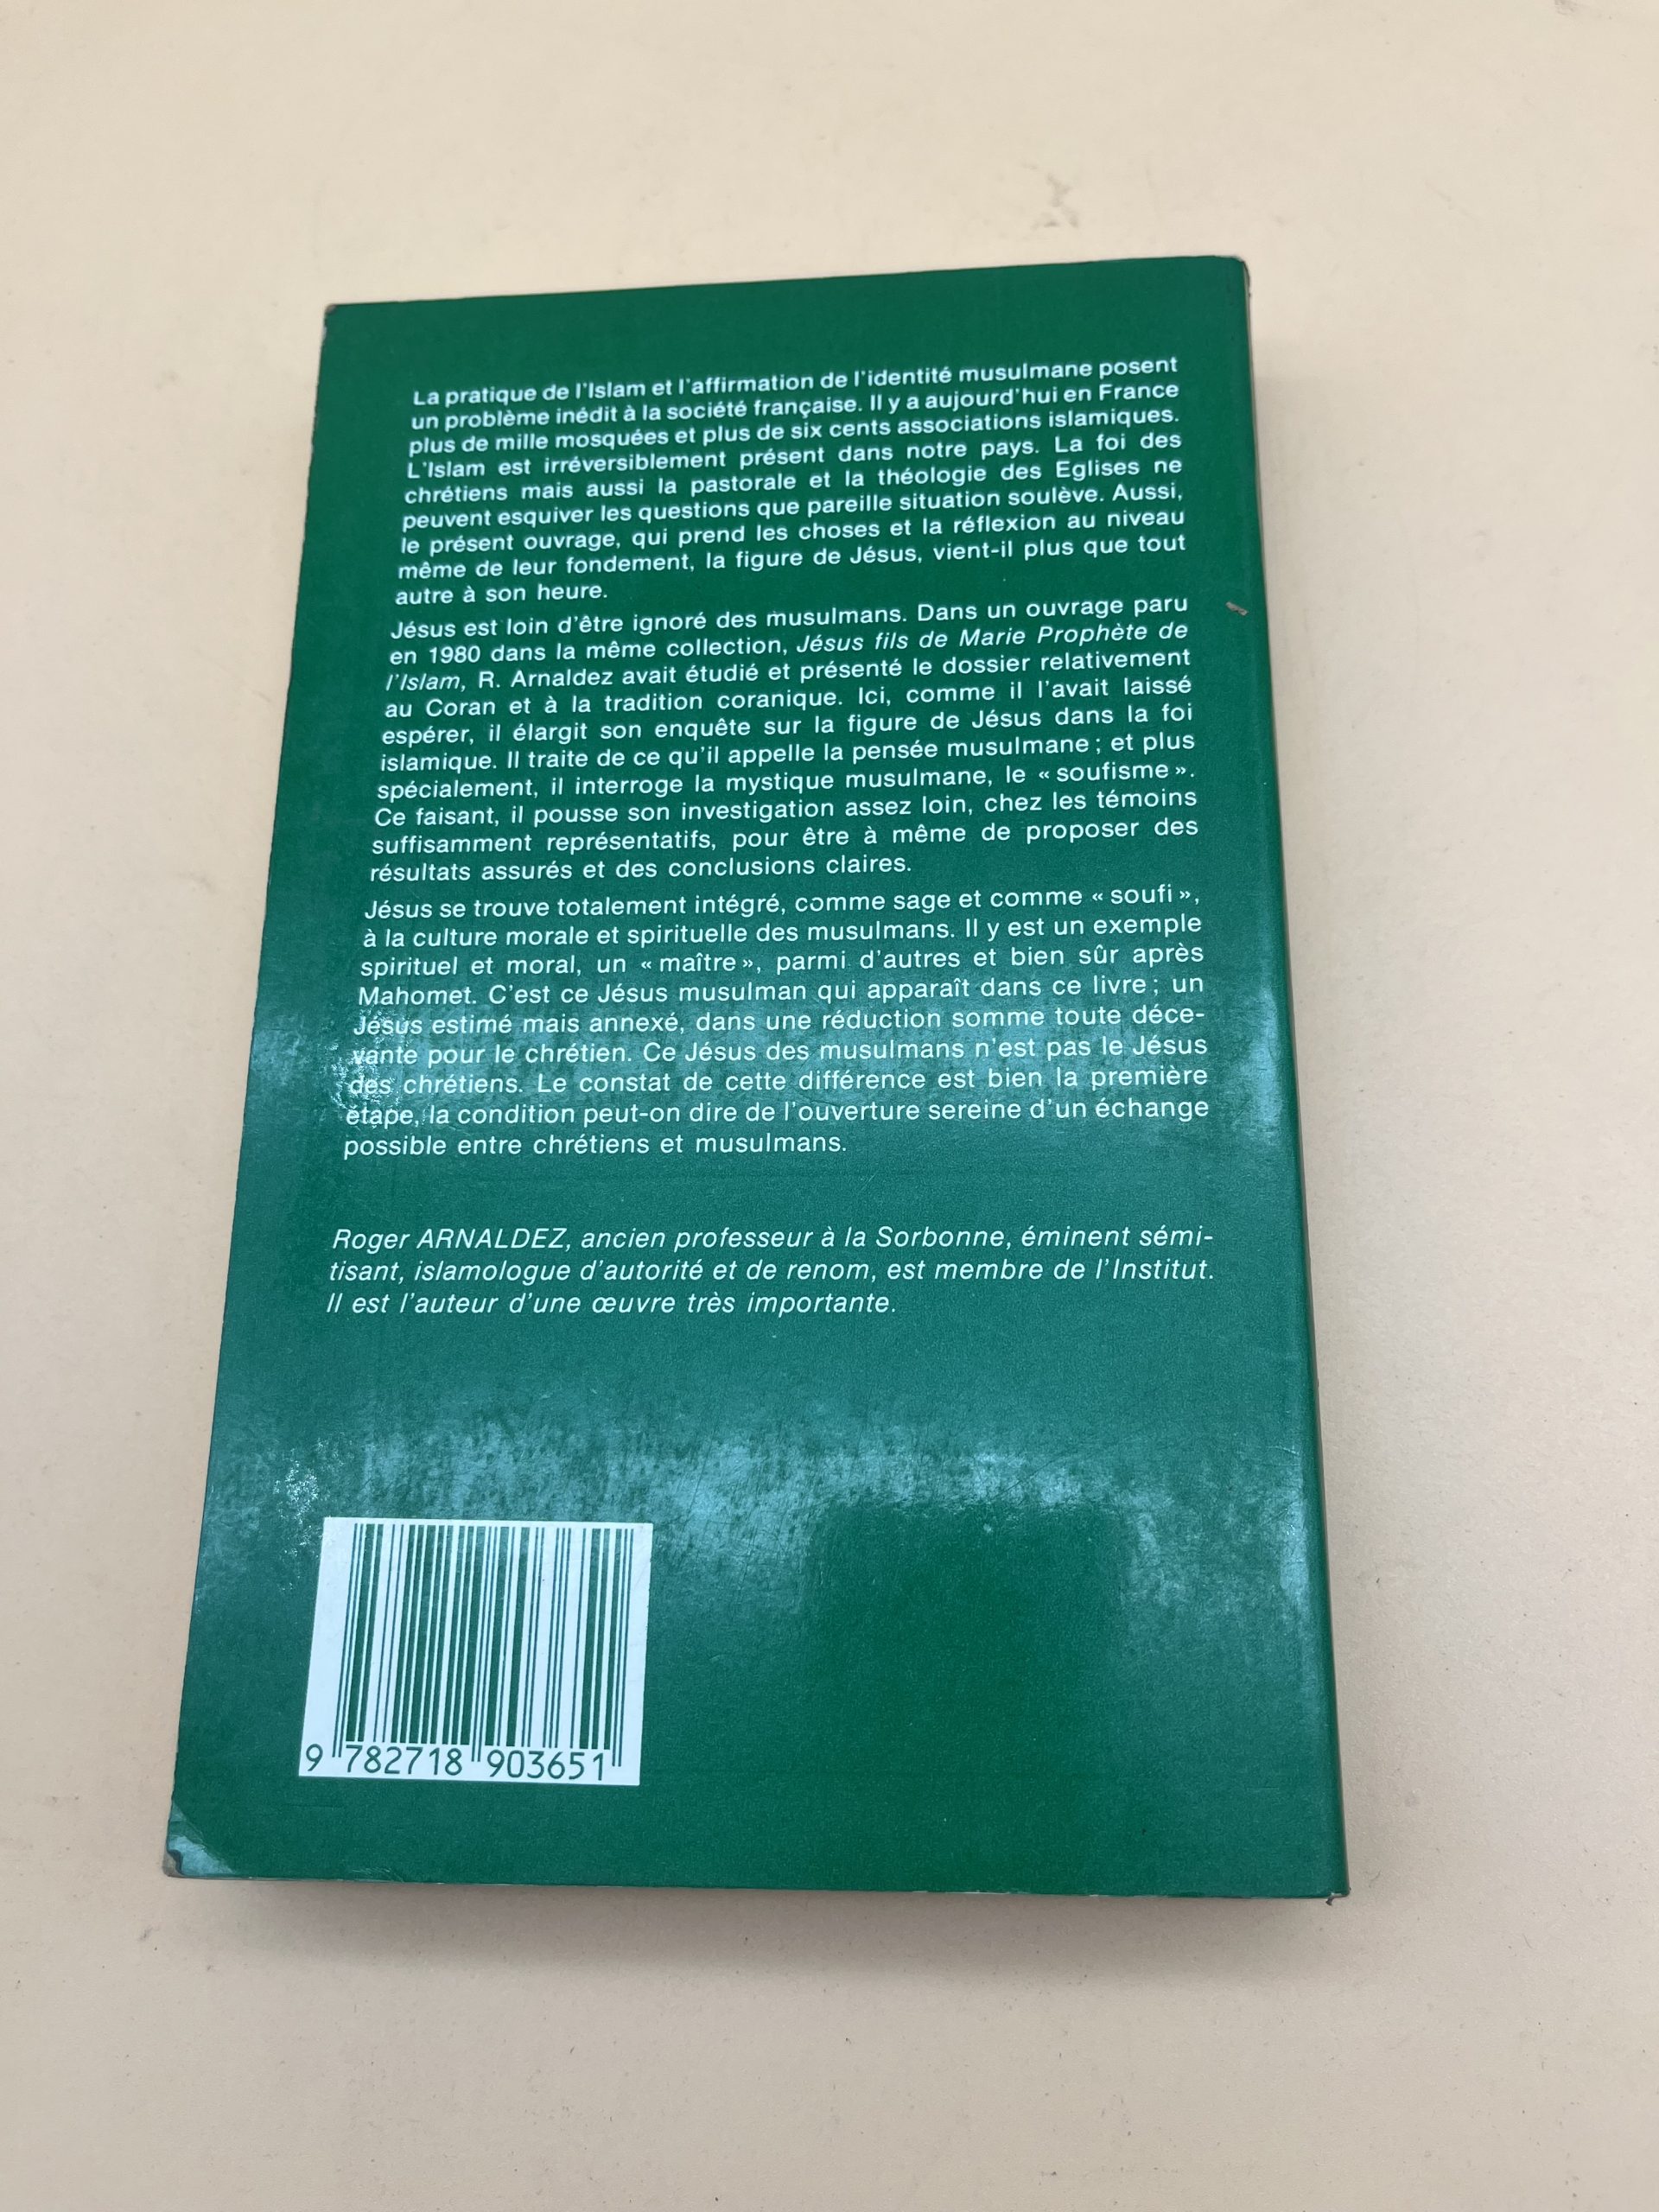 La pratique de l'Islam et l'affirmation de l'identité musulmane posent
un problème inédit à la société française. Il y a aujourd'hui en France
plus de mille mosquées et plus de six cents associations islamiques.
L'Islam est irréversiblement présent dans notre pays. La foi des
chrétiens mais aussi la pastorale et la théologie des Eglises ne
peuvent esquiver les questions que pareille situation soulève. Aussi,
le présent ouvrage, qui prend les choses et la réflexion au niveau
même de leur fondement, la figure de Jésus, vient-il plus que tout
autre à son heure.
Jésus est loin d'être ignoré des musulmans. Dans un ouvrage paru
en 1980 dans la même collection, Jésus fils de Marie Prophète de
l'Islam, R. Arnaldez avait étudié et présenté le dossier relativement
au Coran et à la tradition coranique. Ici, comme il l'avait laissé
espérer, il élargit son enquête sur la figure de Jésus dans la foi
islamique. Il traite de ce qu'il appelle la pensée musulmane ; et plus
spécialement, il interroge la mystique musulmane, le « soufisme ».
Ce faisant, il pousse son investigation assez loin, chez les témoins
suffisamment représentatifs, pour être à même de proposer des
résultats assurés et des conclusions claires.
Jésus se trouve totalement intégré, comme sage et comme « soufi »,
à la culture morale et spirituelle des musulmans. Il y est un exemple
spirituel et moral, un « maître », parmi d'autres et bien sûr après
Mahomet. C'est ce Jésus musulman qui apparaît dans ce livre ; un
Jésus estimé mais annexé, dans une réduction somme toute déce-
vante pour le chrétien. Ce Jésus des musulmans n'est pas le Jésus
des chrétiens. Le constat de cette différence est bien la première
étape, la condition peut-on dire de l'ouverture sereine d'un échange
possible entre chrétiens et musulmans.
Roger ARNALDEZ, ancien professeur à la Sorbonne, éminent sémi-
tisant, islamologue d'autorité et de renom, est membre de l'Institut.
Il est l'auteur d'une œuvre très importante.
9 782718 903651